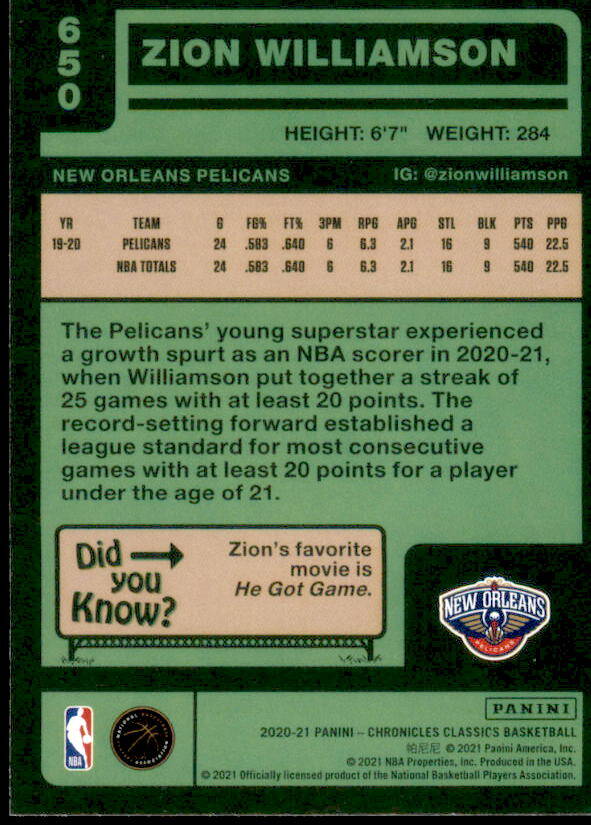 650
ZION WILLIAMSON
HEIGHT: 6'7" WEIGHT: 284
NEW ORLEANS PELICANS IG: @zionwilliamson
YR TEAM G FG% FT% 3PM RPG APG STL BLK PTS PPG
19-20 PELICANS 24 .583 .640 6 6.3 2.1 16 9 540 22.5
NBA TOTALS 24 .583 .640 6 6.3 2.1 16 9 540 22.5
The Pelicans' young superstar experienced
a growth spurt as an NBA scorer in 2020-21,
when Williamson put together a streak of
25 games with at least 20 points. The
record-setting forward established a
league standard for most consecutive
games with at least 20 points for a player
under the age of 21.
Did
you
Know?
Zion's favorite
movie is
He Got Game.
NEW ORLEANS
PELICANS
PANINI
NBA
NATIONAL BASKETBALL
ASSOCIATION
2020-21 PANINI – CHRONICLES CLASSICS BASKETBALL
帕尼尼 © 2021 Panini America, Inc.
© 2021 NBA Properties, Inc. Produced in the USA.
© 2021 Officially licensed product of the National Basketball Players Association.